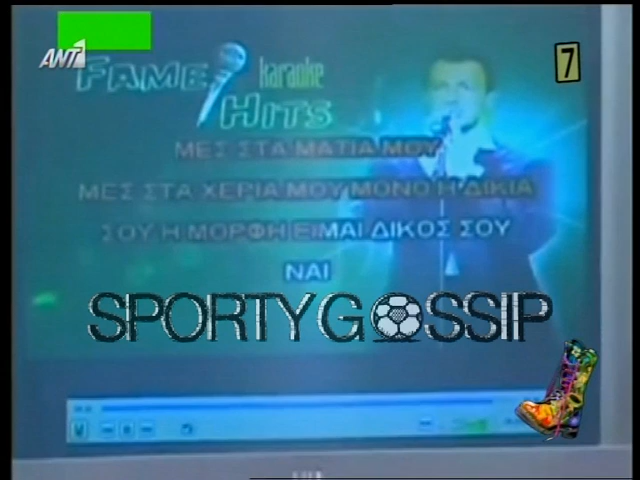 ANT1
7
FAME karaoke
HITS
ΜΕΣ ΣΤΑ ΜΑΤΙΑ ΜΟΥ
ΜΕΣ ΣΤΑ ΧΕΡΙΑ ΜΟΥ ΜΟΝΟ Η ΔΙΚΙΑ
ΣΟΥ Η ΜΟΡΦΗ ΕΙΜΑΙ ΔΙΚΟΣ ΣΟΥ
ΝΑΙ
SPORTYGOSSIP